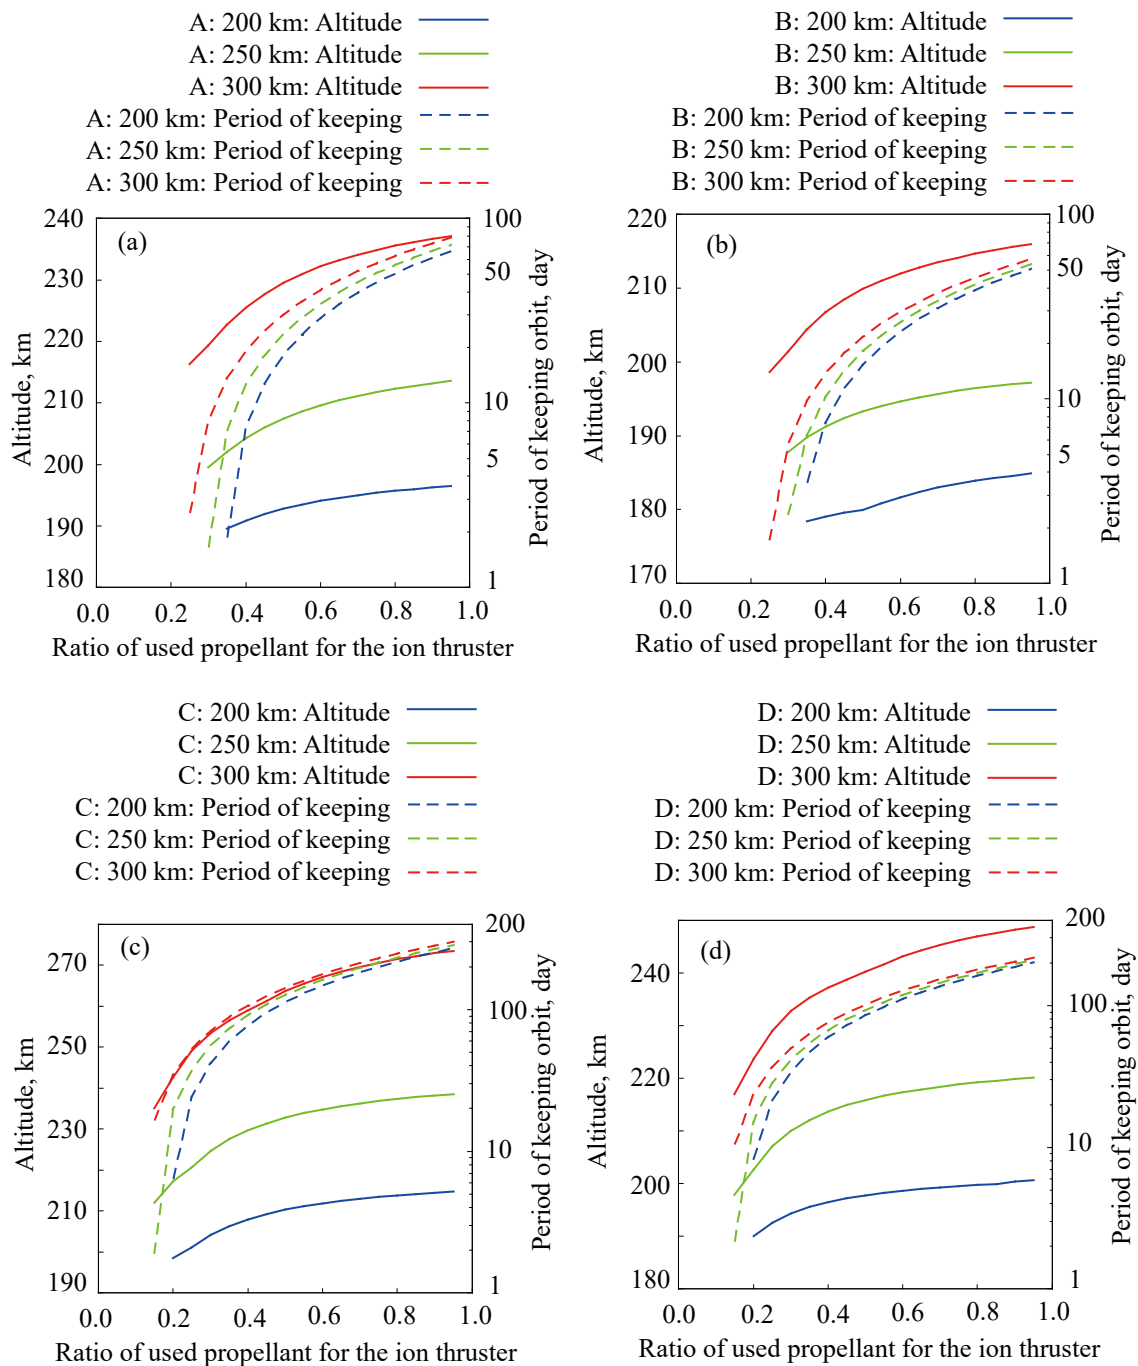 A: 200 km: Altitude
A: 250 km: Altitude
A: 300 km: Altitude
A: 200 km: Period of keeping
A: 250 km: Period of keeping
A: 300 km: Period of keeping
(a)
240
230
220
210
200
190
180
Altitude, km
100
50
10
5
1
Period of keeping orbit, day
0.0 0.2 0.4 0.6 0.8 1.0
Ratio of used propellant for the ion thruster
B: 200 km: Altitude
B: 250 km: Altitude
B: 300 km: Altitude
B: 200 km: Period of keeping
B: 250 km: Period of keeping
B: 300 km: Period of keeping
(b)
220
210
200
190
180
170
Altitude, km
100
50
10
5
1
Period of keeping orbit, day
0.0 0.2 0.4 0.6 0.8 1.0
Ratio of used propellant for the ion thruster
C: 200 km: Altitude
C: 250 km: Altitude
C: 300 km: Altitude
C: 200 km: Period of keeping
C: 250 km: Period of keeping
C: 300 km: Period of keeping
(c)
270
250
230
210
190
Altitude, km
200
100
10
1
Period of keeping orbit, day
0.0 0.2 0.4 0.6 0.8 1.0
Ratio of used propellant for the ion thruster
D: 200 km: Altitude
D: 250 km: Altitude
D: 300 km: Altitude
D: 200 km: Period of keeping
D: 250 km: Period of keeping
D: 300 km: Period of keeping
(d)
240
220
200
180
Altitude, km
200
100
10
1
Period of keeping orbit, day
0.0 0.2 0.4 0.6 0.8 1.0
Ratio of used propellant for the ion thruster